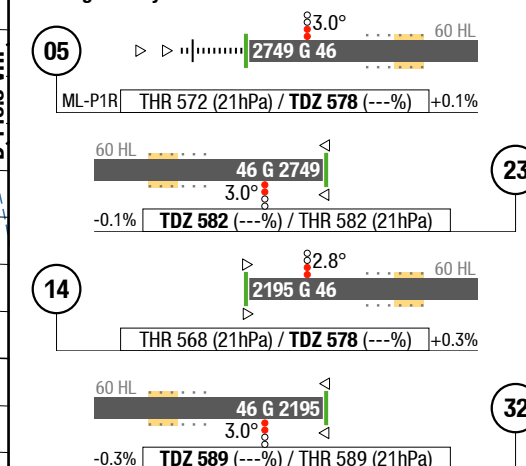 3.0°
60 HL
05
2749 G 46
ML-P1R THR 572 (21hPa) / TDZ 578 (---%) +0.1%
60 HL
46 G 2749
23
3.0°
-0.1% TDZ 582 (---%) / THR 582 (21hPa)
2.8°
60 HL
14
2195 G 46
THR 568 (21hPa) / TDZ 578 (---%) +0.3%
60 HL
46 G 2195
32
3.0°
-0.3% TDZ 589 (---%) / THR 589 (21hPa)